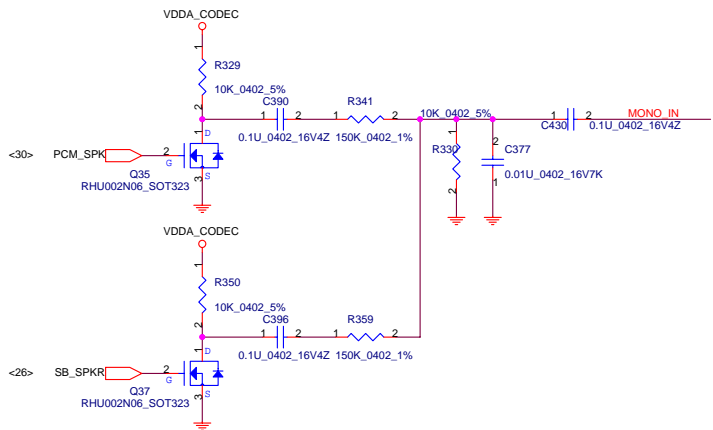 VDDA_CODEC
1
R329
10K_0402_5%
2
C390
R341
1 2 1 2
0.1U_0402_16V4Z 150K_0402_1%
10K_0402_5%
1 2 MONO_IN
C430 0.1U_0402_16V4Z
1 D
<30> PCM_SPK 2 G
3 S
Q35
RHU002N06_SOT323
1
R330
2
2 C377
1 0.01U_0402_16V7K
VDDA_CODEC
1
R350
10K_0402_5%
2
C396
R359
1 2 1 2
0.1U_0402_16V4Z 150K_0402_1%
1 D
<26> SB_SPKR 2 G
3 S
Q37
RHU002N06_SOT323